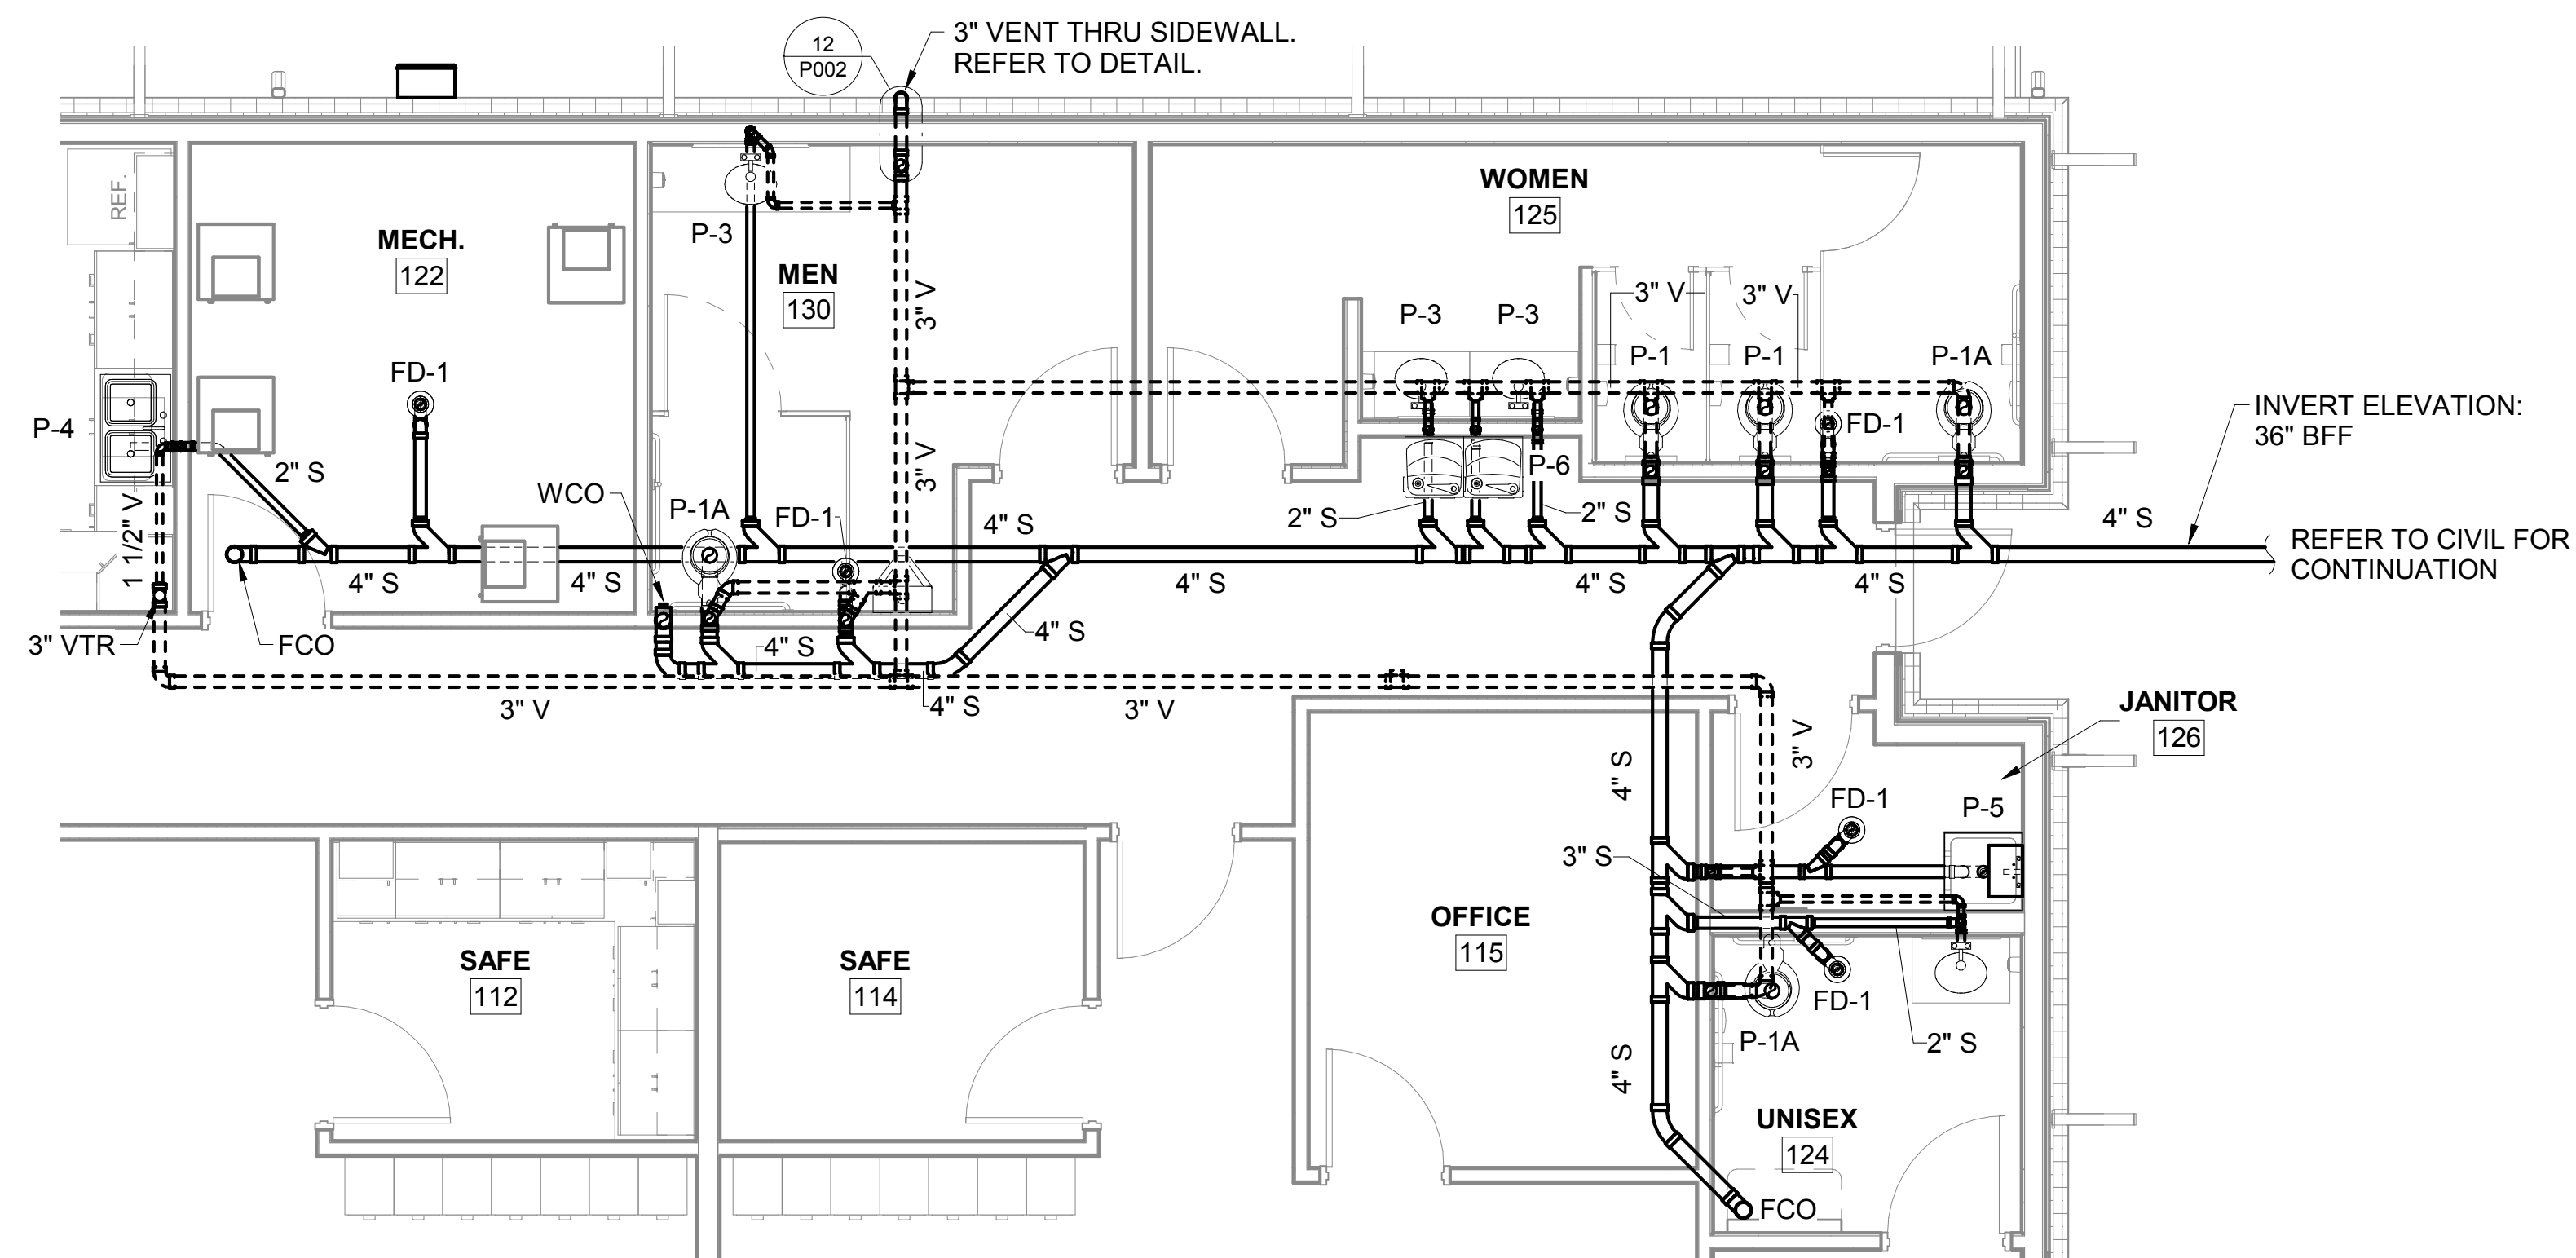 12
P002
3" VENT THRU SIDEWALL.
REFER TO DETAIL.
REF.
MECH.
122
P-3
MEN
130
3" V
WOMEN
125
P-3
P-3
3" V
3" V
P-1
P-1
P-1A
FD-1
FD-1
P-4
2" S
1 1/2" V
WCO
P-1A
FD-1
3" V
4" S
P-6
2" S
2" S
4" S
INVERT ELEVATION:
36" BFF
REFER TO CIVIL FOR
CONTINUATION
4" S
4" S
4" S
4" S
4" S
3" VTR
FCO
4" S
4" S
4" S
3" V
3" V
3" V
JANITOR
126
4" S
FD-1
P-5
3" S
OFFICE
115
SAFE
112
SAFE
114
FD-1
P-1A
2" S
4" S
UNISEX
124
FCO